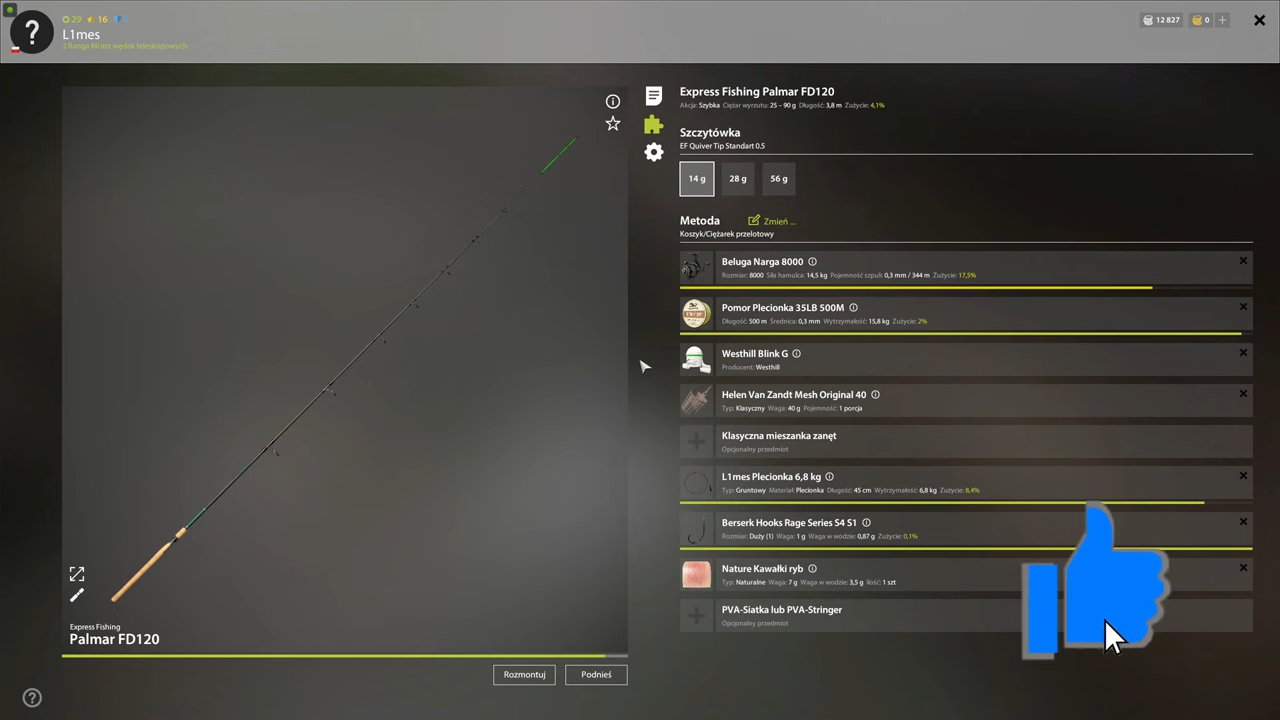 29 16
L1mes
2 Ranga Mistrz wędek teleskopowych
12 827 0 +
Express Fishing Palmar FD120
Akcja: Szybka Ciężar wyrzutu: 25 – 90 g Długość: 3,8 m Zużycie: 4,1%
Szczytówka
EF Quiver Tip Standart 0.5
14 g 28 g 56 g
Metoda Zmień ...
Koszyk/Ciężarek przelotowy
Beluga Narga 8000
Rozmiar: 8000 Siła hamulca: 14,5 kg Pojemność szpuli: 0,3 mm / 344 m Zużycie: 17,5%
Pomor Plecionka 35LB 500M
Długość: 500 m Średnica: 0,3 mm Wytrzymałość: 15,8 kg Zużycie: 2%
Westhill Blink G
Producent: Westhill
Helen Van Zandt Mesh Original 40
Typ: Klasyczny Waga: 40 g Pojemność: 1 porcja
Klasyczna mieszanka zanęt
Opcjonalny przedmiot
L1mes Plecionka 6,8 kg
Typ: Gruntowy Materiał: Plecionka Długość: 45 cm Wytrzymałość: 6,8 kg Zużycie: 8,4%
Berserk Hooks Rage Series S4 S1
Rozmiar: Duży (1) Waga: 1 g Waga w wodzie: 0,87 g Zużycie: 0,1%
Nature Kawałki ryb
Typ: Naturalne Waga: 7 g Waga w wodzie: 3,5 g Ilość: 1 szt
PVA-Siatka lub PVA-Stringer
Opcjonalny przedmiot
Express Fishing
Palmar FD120
Rozmontuj Podnieś